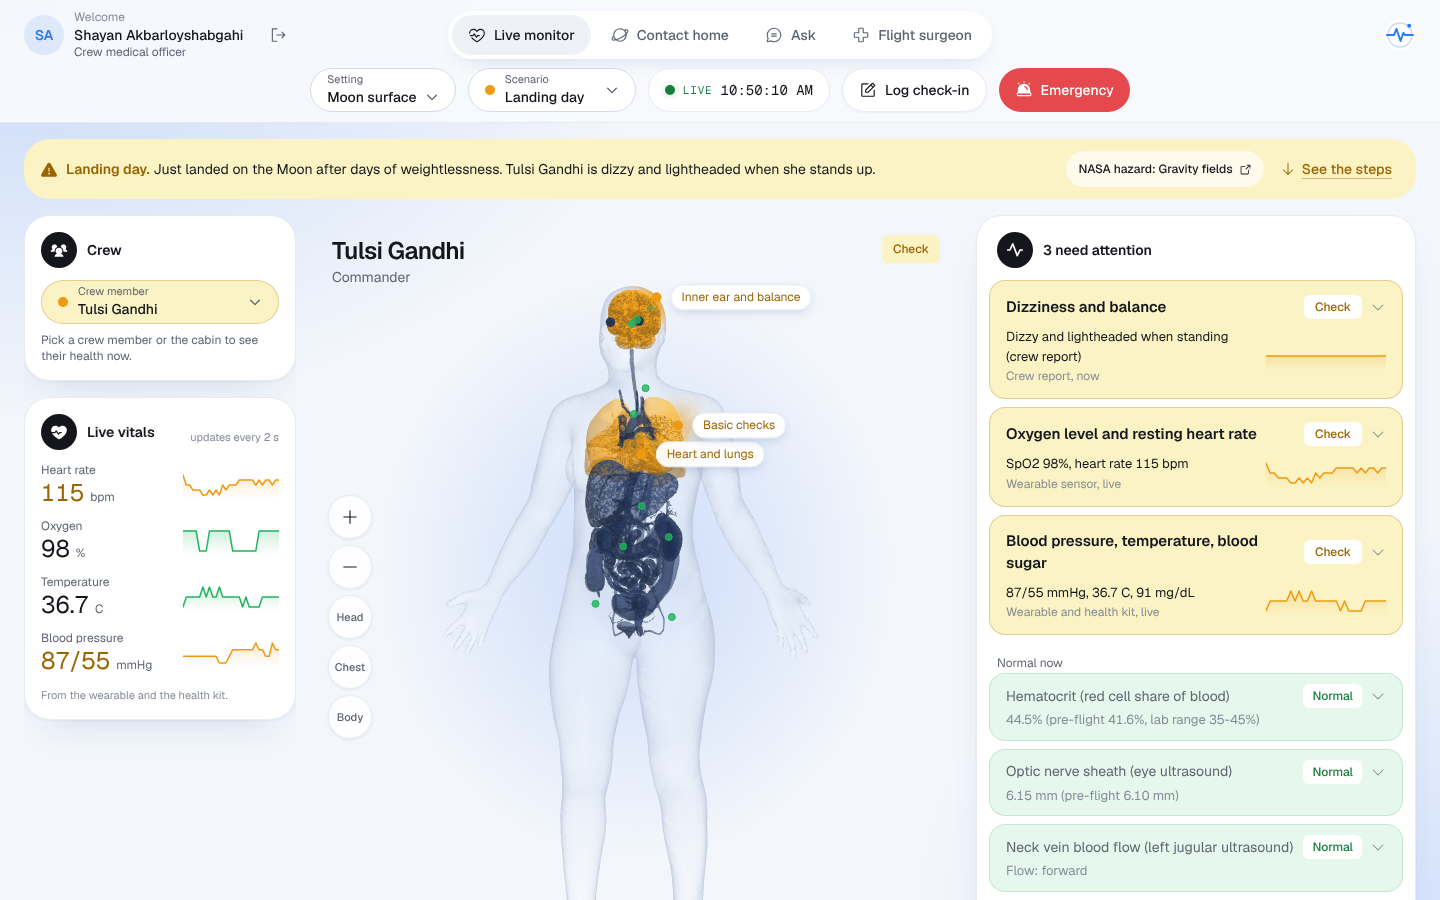 SA
Welcome
Shayan Akbarloyshabgahi
Crew medical officer
Live monitor
Contact home
Ask
Flight surgeon
Setting
Moon surface
Scenario
Landing day
LIVE 10:50:10 AM
Log check-in
Emergency
Landing day. Just landed on the Moon after days of weightlessness. Tulsi Gandhi is dizzy and lightheaded when she stands up.
NASA hazard: Gravity fields
See the steps
Crew
Crew member
Tulsi Gandhi
Pick a crew member or the cabin to see
their health now.
Live vitals
updates every 2 s
Heart rate
115 bpm
Oxygen
98 %
Temperature
36.7 C
Blood pressure
87/55 mmHg
From the wearable and the health kit.
Tulsi Gandhi
Commander
Check
Inner ear and balance
Basic checks
Heart and lungs
Head
Chest
Body
3 need attention
Dizziness and balance
Check
Dizzy and lightheaded when standing
(crew report)
Crew report, now
Oxygen level and resting heart rate
Check
SpO2 98%, heart rate 115 bpm
Wearable sensor, live
Blood pressure, temperature, blood
sugar
Check
87/55 mmHg, 36.7 C, 91 mg/dL
Wearable and health kit, live
Normal now
Hematocrit (red cell share of blood)
Normal
44.5% (pre-flight 41.6%, lab range 35-45%)
Optic nerve sheath (eye ultrasound)
Normal
6.15 mm (pre-flight 6.10 mm)
Neck vein blood flow (left jugular ultrasound)
Normal
Flow: forward